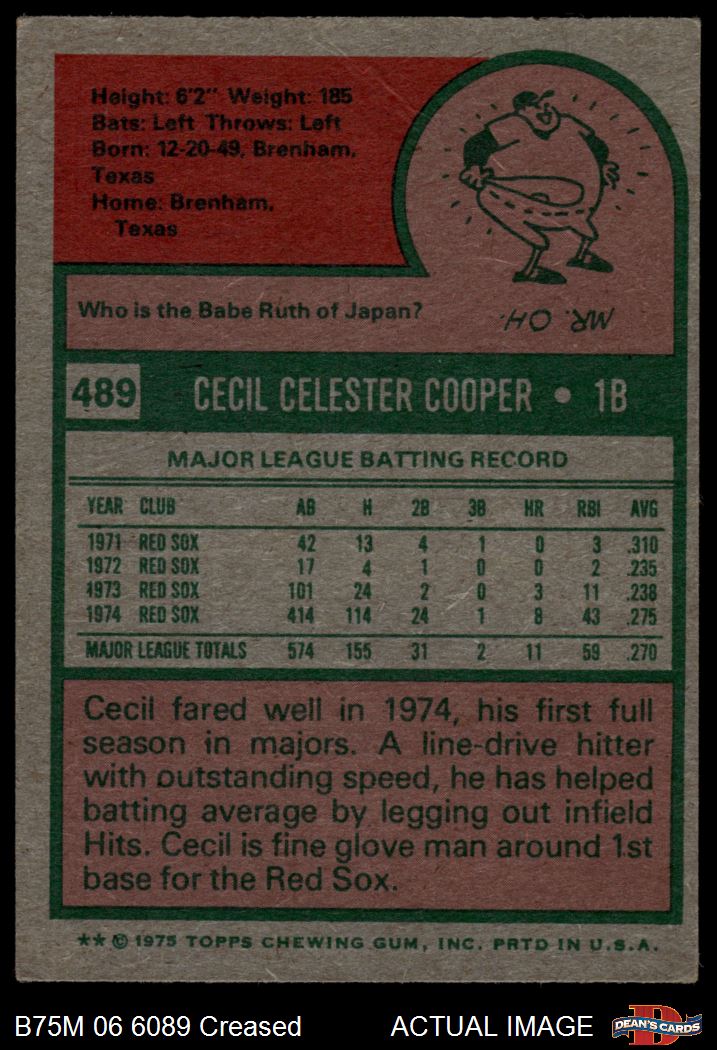 Height: 6'2" Weight: 185
Bats: Left Throws: Left
Born: 12-20-49, Brenham,
Texas
Home: Brenham,
Texas
Who is the Babe Ruth of Japan?
MR. OH.
489 CECIL CELESTER COOPER • 1B
MAJOR LEAGUE BATTING RECORD
YEAR CLUB AB H 2B 3B HR RBI AVG
1971 RED SOX 42 13 4 1 0 3 .310
1972 RED SOX 17 4 1 0 0 2 .235
1973 RED SOX 101 24 2 0 3 11 .238
1974 RED SOX 414 114 24 1 8 43 .275
MAJOR LEAGUE TOTALS 574 155 31 2 11 59 .270
Cecil fared well in 1974, his first full
season in majors. A line-drive hitter
with outstanding speed, he has helped
batting average by legging out infield
Hits. Cecil is fine glove man around 1st
base for the Red Sox.
** © 1975 TOPPS CHEWING GUM, INC. PRTD IN U.S.A.
B75M 06 6089 Creased ACTUAL IMAGE DEAN'S CARDS